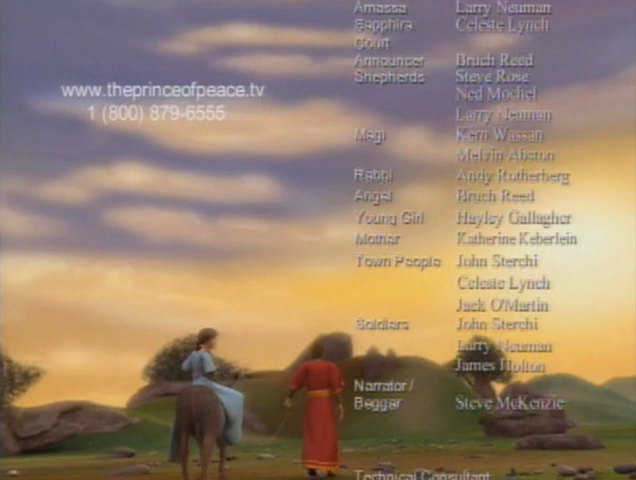 Amassa Larry Neuman
Sapphira Celeste Lynch
Court
Announcer Bruch Reed
Shepherds Steve Rose
Ned Mochel
Larry Neuman
www.theprinceofpeace.tv
1 (800) 879-6555
Magi Kern Wassan
Melvin Abston
Rabbi Andy Rotherberg
Angel Bruch Reed
Young Girl Hayley Gallagher
Mother Katherine Keberlein
Town People John Sterchi
Celeste Lynch
Jack O'Martin
Soldiers John Sterchi
Larry Neuman
James Holton
Narrator /
Beggar Steve McKenzie
Technical Consultant